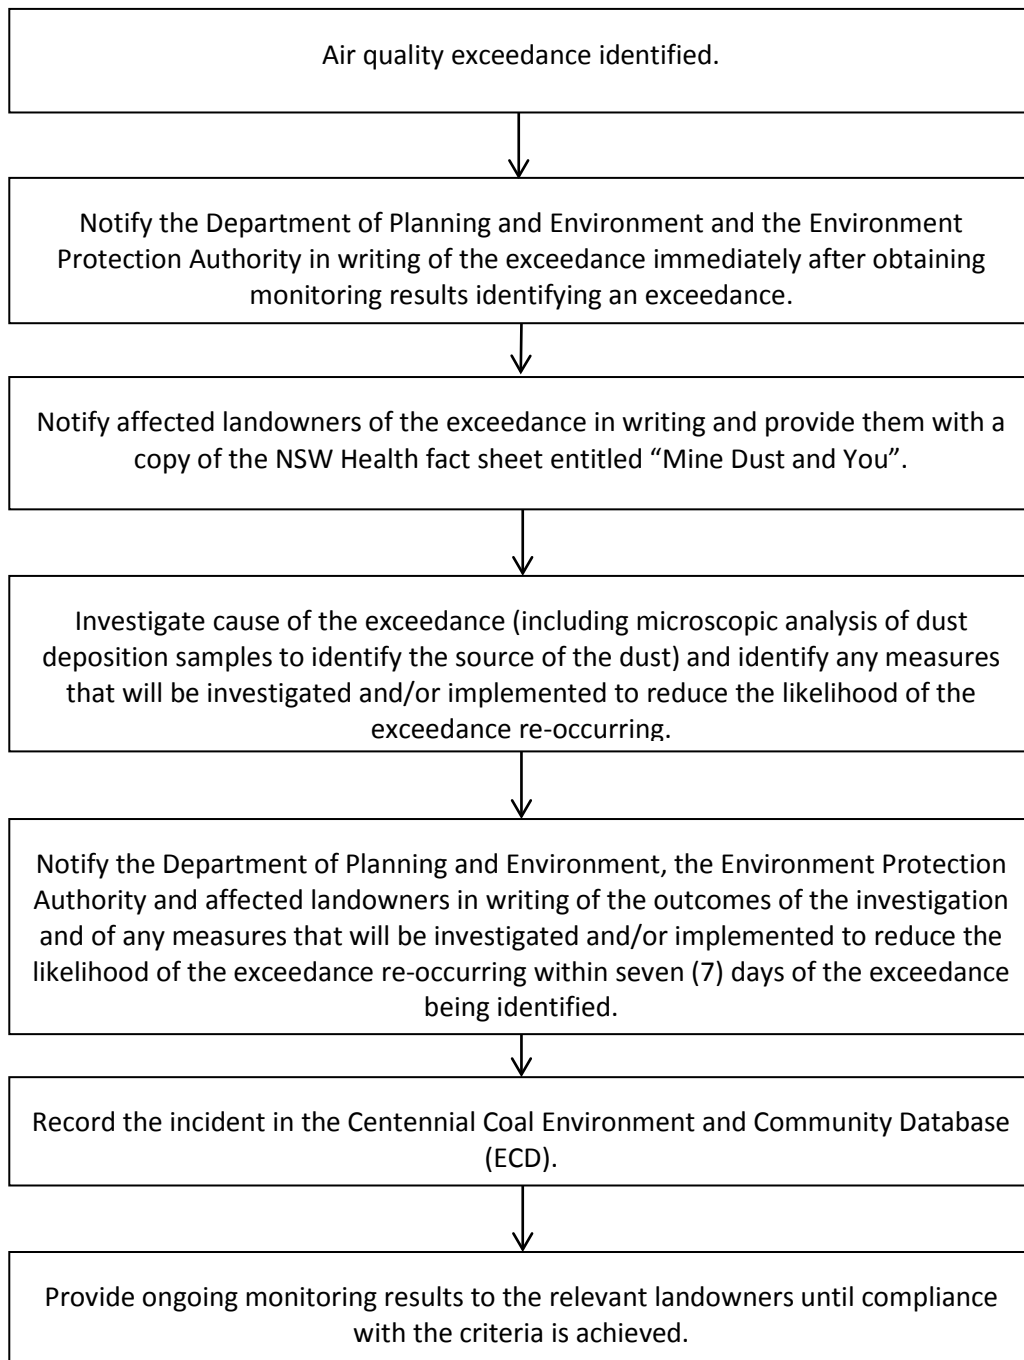 Air quality exceedance identified.
Notify the Department of Planning and Environment and the Environment
Protection Authority in writing of the exceedance immediately after obtaining
monitoring results identifying an exceedance.
Notify affected landowners of the exceedance in writing and provide them with a
copy of the NSW Health fact sheet entitled “Mine Dust and You”.
Investigate cause of the exceedance (including microscopic analysis of dust
deposition samples to identify the source of the dust) and identify any measures
that will be investigated and/or implemented to reduce the likelihood of the
exceedance re-occurring.
Notify the Department of Planning and Environment, the Environment Protection
Authority and affected landowners in writing of the outcomes of the investigation
and of any measures that will be investigated and/or implemented to reduce the
likelihood of the exceedance re-occurring within seven (7) days of the exceedance
being identified.
Record the incident in the Centennial Coal Environment and Community Database
(ECD).
Provide ongoing monitoring results to the relevant landowners until compliance
with the criteria is achieved.